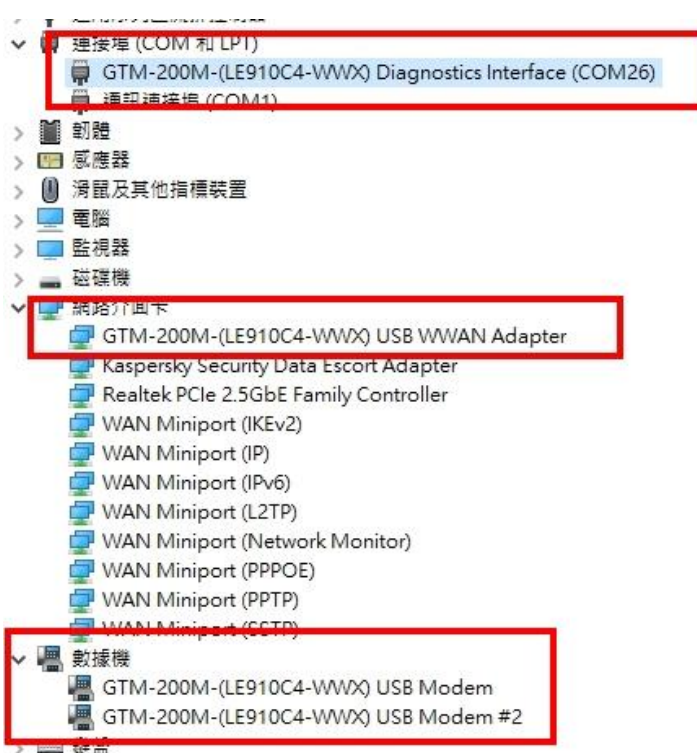 連接埠 (COM 和 LPT)
GTM-200M-(LE910C4-WWX) Diagnostics Interface (COM26)
通訊連接埠 (COM1)
韌體
感應器
滑鼠及其他指標裝置
電腦
監視器
磁碟機
網路介面卡
GTM-200M-(LE910C4-WWX) USB WWAN Adapter
Kaspersky Security Data Escort Adapter
Realtek PCIe 2.5GbE Family Controller
WAN Miniport (IKEv2)
WAN Miniport (IP)
WAN Miniport (IPv6)
WAN Miniport (L2TP)
WAN Miniport (Network Monitor)
WAN Miniport (PPPOE)
WAN Miniport (PPTP)
WAN Miniport (SSTP)
數據機
GTM-200M-(LE910C4-WWX) USB Modem
GTM-200M-(LE910C4-WWX) USB Modem #2